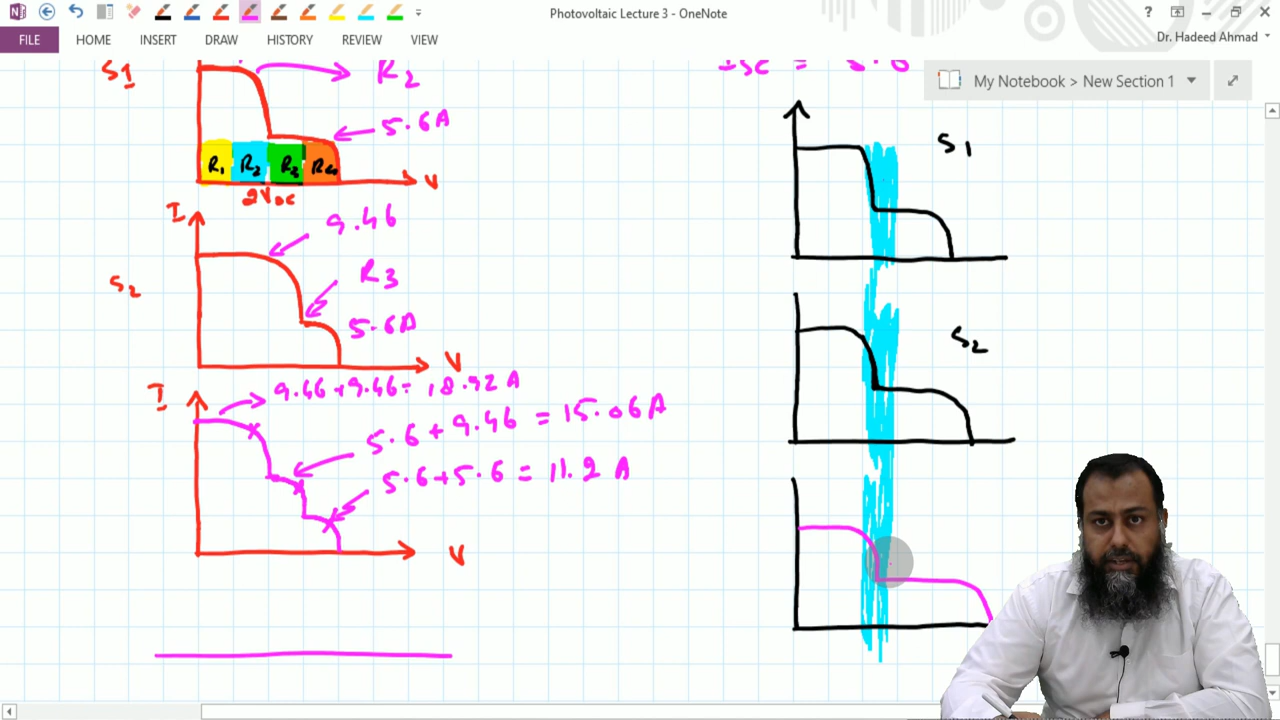 Photovoltaic Lecture 3 - OneNote
FILE HOME INSERT DRAW HISTORY REVIEW VIEW
Dr. Hadeed Ahmad
My Notebook > New Section 1
S1
R2
5.6A
R1 R2 R3 R4
V
2Voc
I
9.46
S2
R3
5.6A
V
I
9.46+9.46= 18.92 A
5.6+9.46 = 15.06 A
5.6+5.6 = 11.2 A
V
Isc =
S1
S2